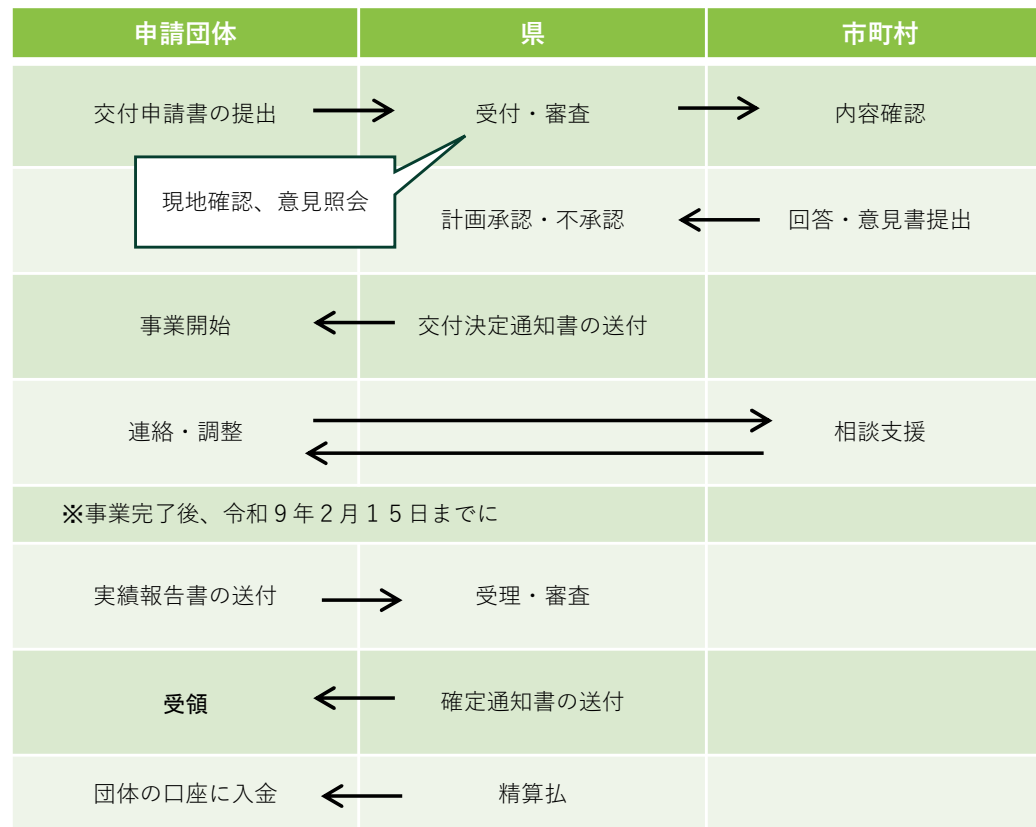 申請団体
県
市町村
交付申請書の提出
受付・審査
内容確認
現地確認、意見照会
計画承認・不承認
回答・意見書提出
事業開始
交付決定通知書の送付
連絡・調整
相談支援
※事業完了後、令和９年２月１５日までに
実績報告書の送付
受理・審査
受領
確定通知書の送付
団体の口座に入金
精算払